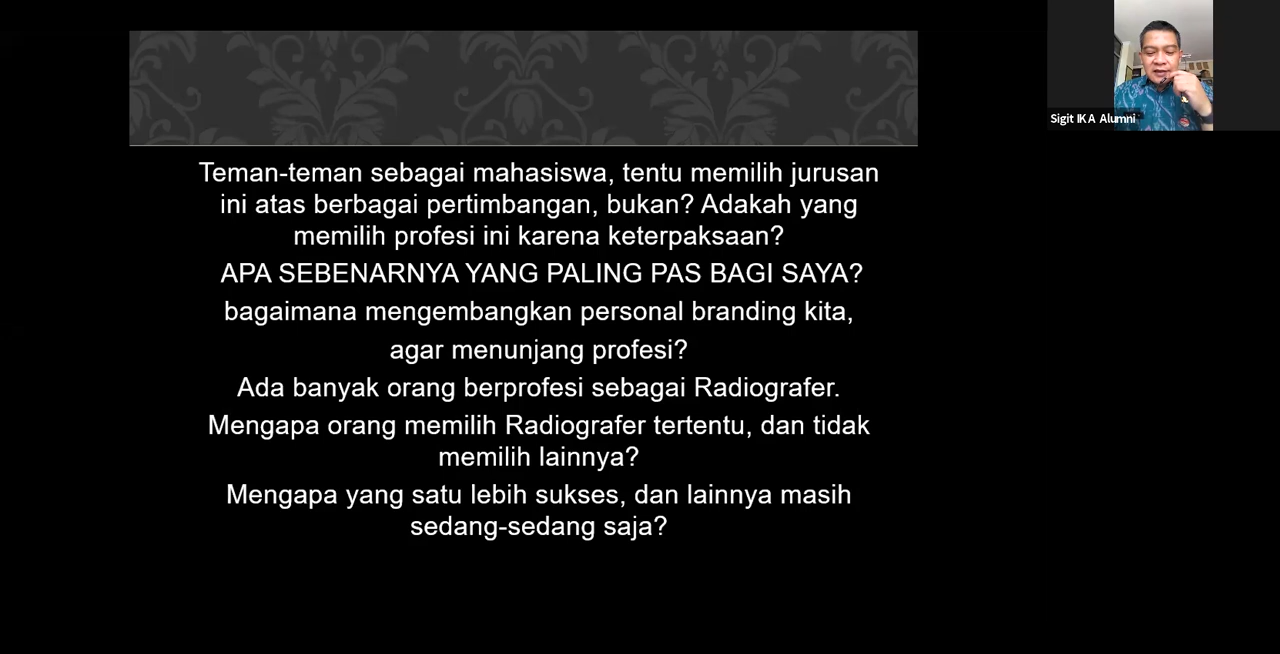 Teman-teman sebagai mahasiswa, tentu memilih jurusan
ini atas berbagai pertimbangan, bukan? Adakah yang
memilih profesi ini karena keterpaksaan?
APA SEBENARNYA YANG PALING PAS BAGI SAYA?
bagaimana mengembangkan personal branding kita,
agar menunjang profesi?
Ada banyak orang berprofesi sebagai Radiografer.
Mengapa orang memilih Radiografer tertentu, dan tidak
memilih lainnya?
Mengapa yang satu lebih sukses, dan lainnya masih
sedang-sedang saja?
Sigit IKA Alumni